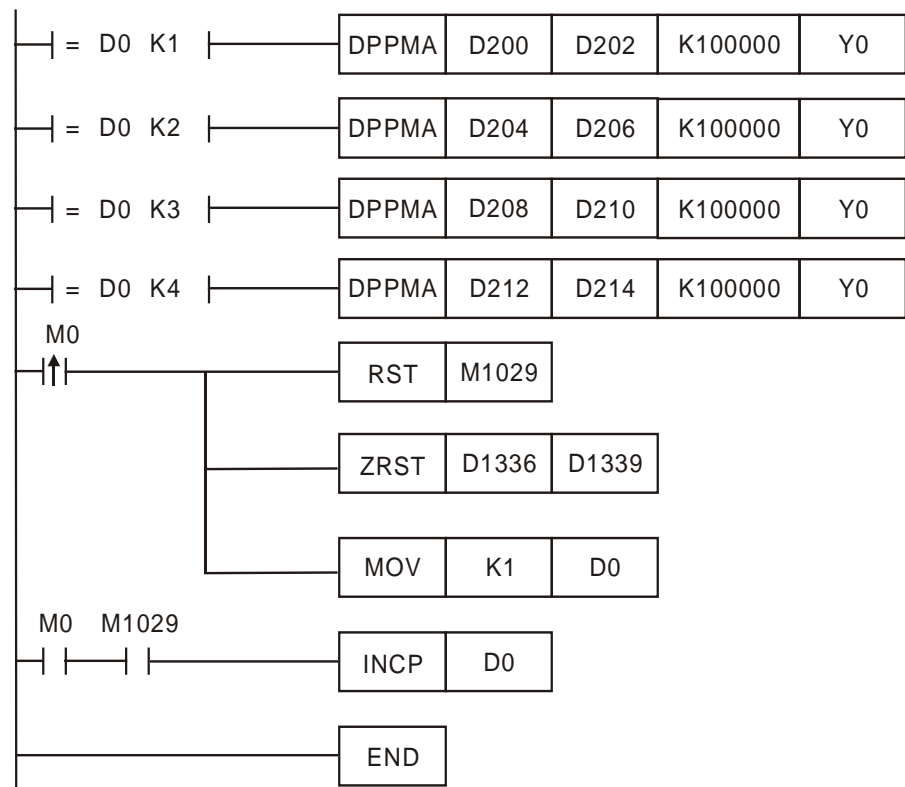 = D0 K1 DPPMA D200 D202 K100000 Y0
= D0 K2 DPPMA D204 D206 K100000 Y0
= D0 K3 DPPMA D208 D210 K100000 Y0
= D0 K4 DPPMA D212 D214 K100000 Y0
M0
RST M1029
ZRST D1336 D1339
MOV K1 D0
M0 M1029
INCP D0
END